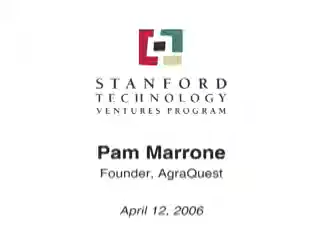 STANFORD
TECHNOLOGY
VENTURES PROGRAM
Pam Marrone
Founder, AgraQuest
April 12, 2006